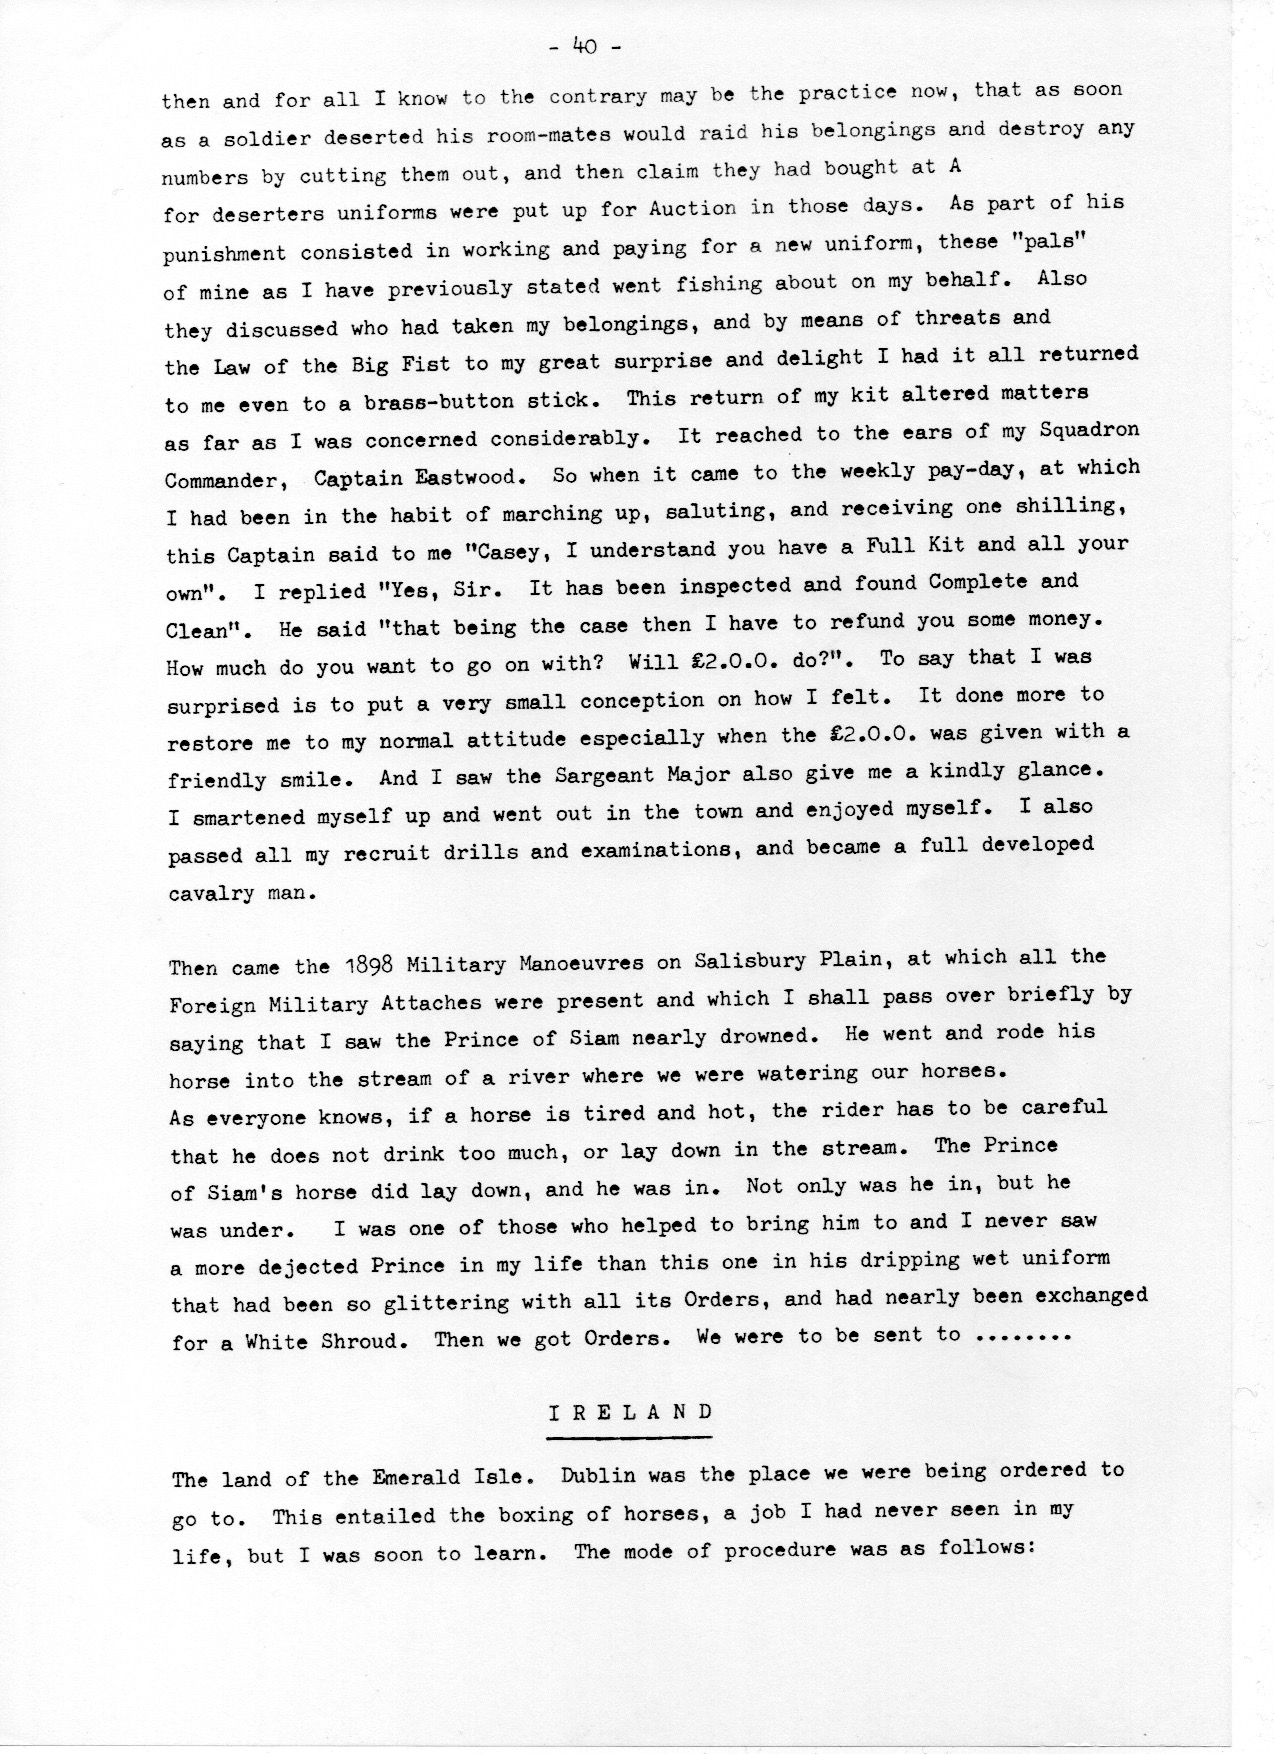 - 40 -
then and for all I know to the contrary may be the practice now, that as soon
as a soldier deserted his room-mates would raid his belongings and destroy any
numbers by cutting them out, and then claim they had bought at A
for deserters uniforms were put up for Auction in those days.  As part of his
punishment consisted in working and paying for a new uniform, these "pals"
of mine as I have previously stated went fishing about on my behalf.  Also
they discussed who had taken my belongings, and by means of threats and
the Law of the Big Fist to my great surprise and delight I had it all returned
to me even to a brass-button stick.  This return of my kit altered matters
as far as I was concerned considerably.  It reached to the ears of my Squadron
Commander,  Captain Eastwood.  So when it came to the weekly pay-day, at which
I had been in the habit of marching up, saluting, and receiving one shilling,
this Captain said to me "Casey, I understand you have a Full Kit and all your
own".  I replied "Yes, Sir.  It has been inspected and found Complete and
Clean".  He said "that being the case then I have to refund you some money.
How much do you want to go on with?  Will £2.0.0. do?".  To say that I was
surprised is to put a very small conception on how I felt.  It done more to
restore me to my normal attitude especially when the £2.0.0. was given with a
friendly smile.  And I saw the Sargeant Major also give me a kindly glance.
I smartened myself up and went out in the town and enjoyed myself.  I also
passed all my recruit drills and examinations, and became a full developed
cavalry man.
Then came the 1898 Military Manoeuvres on Salisbury Plain, at which all the
Foreign Military Attaches were present and which I shall pass over briefly by
saying that I saw the Prince of Siam nearly drowned.  He went and rode his
horse into the stream of a river where we were watering our horses.
As everyone knows, if a horse is tired and hot, the rider has to be careful
that he does not drink too much, or lay down in the stream.  The Prince
of Siam's horse did lay down, and he was in.  Not only was he in, but he
was under.   I was one of those who helped to bring him to and I never saw
a more dejected Prince in my life than this one in his dripping wet uniform
that had been so glittering with all its Orders, and had nearly been exchanged
for a White Shroud.  Then we got Orders.  We were to be sent to ........
I R E L A N D
The land of the Emerald Isle.  Dublin was the place we were being ordered to
go to.  This entailed the boxing of horses, a job I had never seen in my
life, but I was soon to learn.  The mode of procedure was as follows: